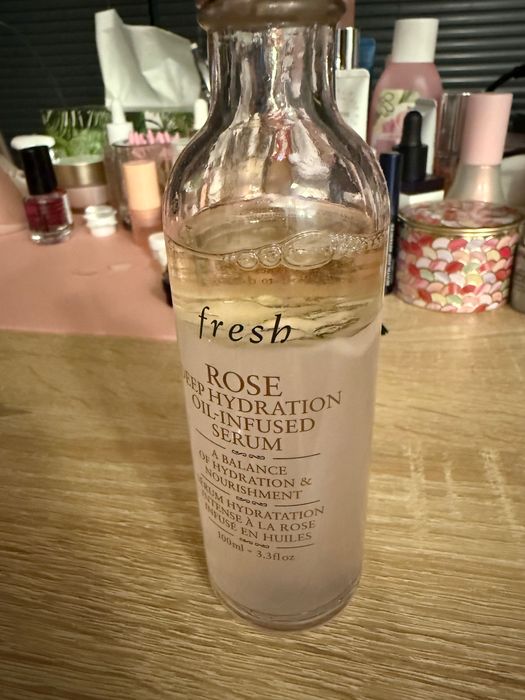 fresh
ROSE
DEEP HYDRATION
OIL-INFUSED
SERUM
A BALANCE
OF HYDRATION &
NOURISHMENT
SÉRUM HYDRATATION
INTENSE À LA ROSE
INFUSÉ EN HUILES
100ml ℮ 3.3fl oz